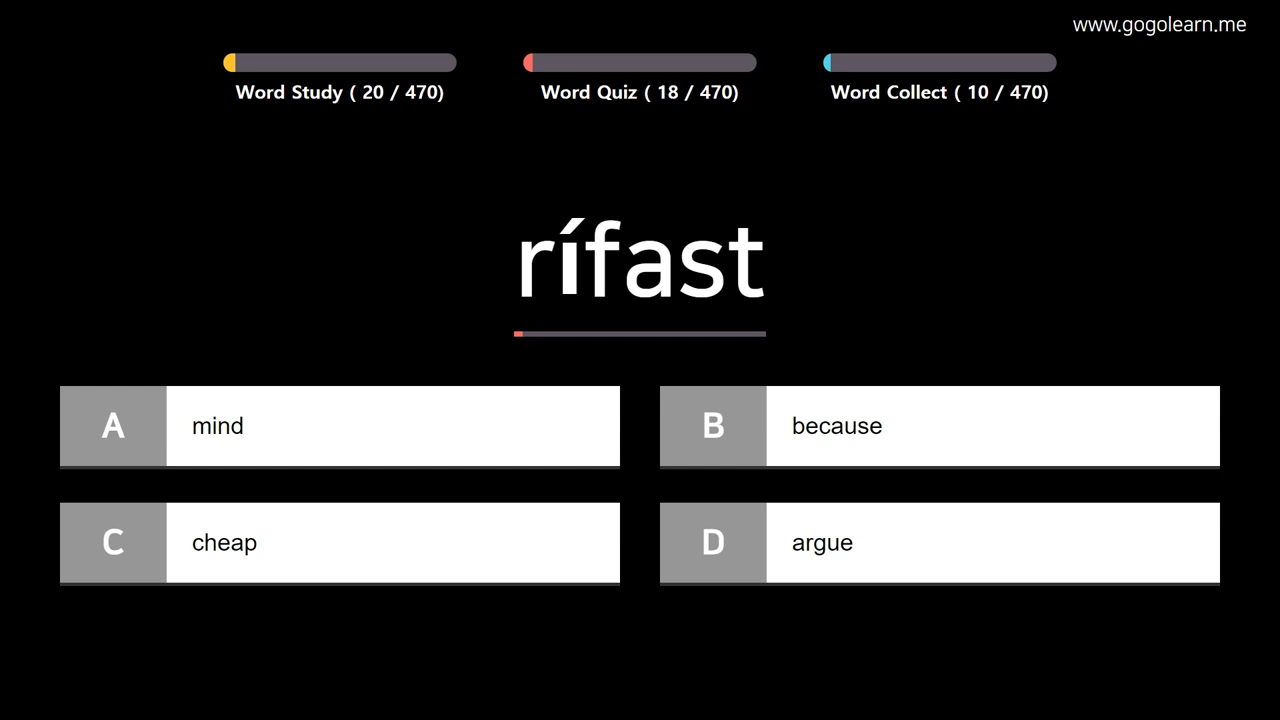 www.gogolearn.me
Word Study ( 20 / 470)
Word Quiz ( 18 / 470)
Word Collect ( 10 / 470)
rífast
A mind
B because
C cheap
D argue